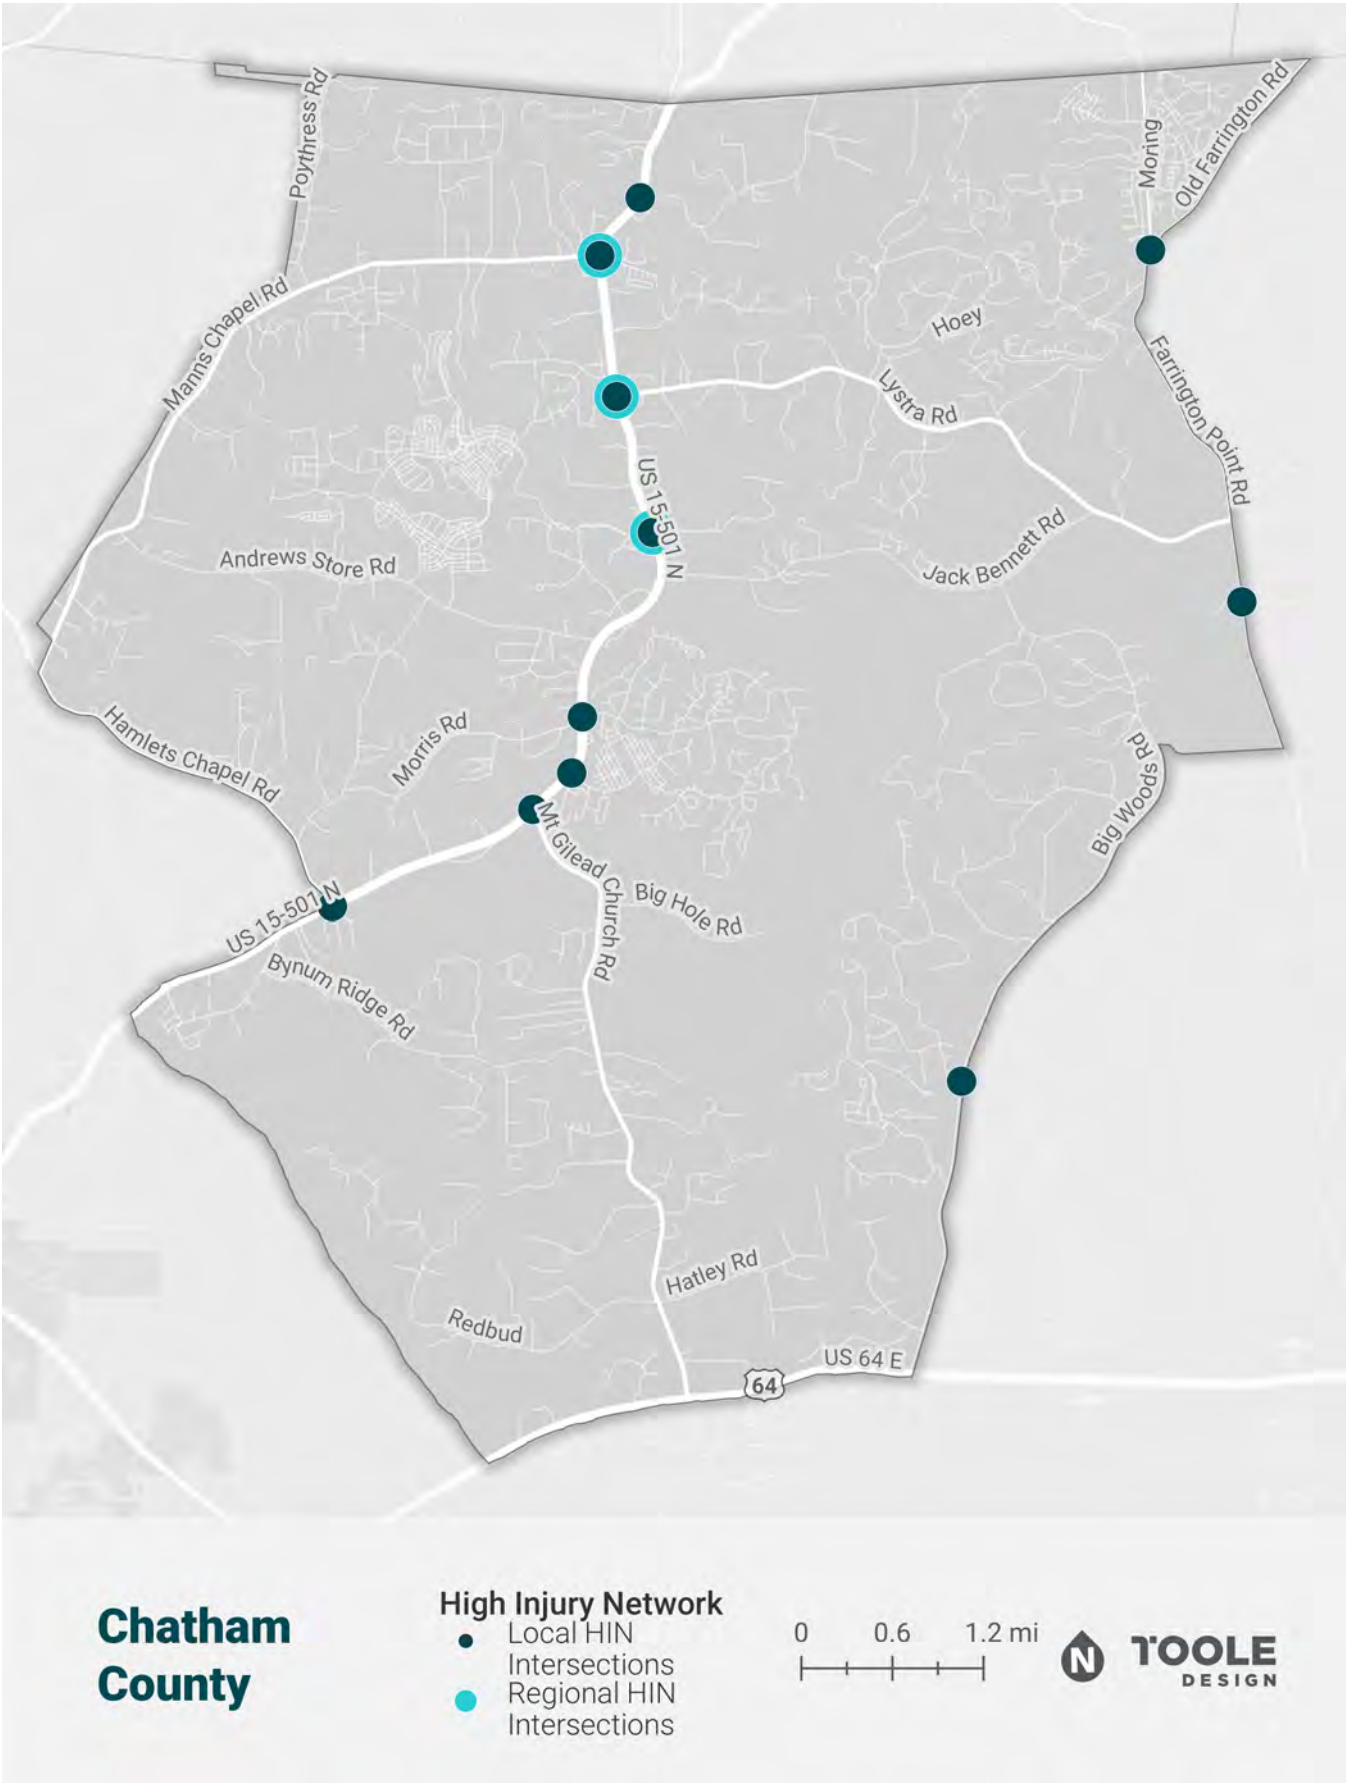 Poythress Rd
Moring
Old Farrington Rd
Manns Chapel Rd
Hoey
Farrington Point Rd
Lystra Rd
US 15-501 N
Andrews Store Rd
Jack Bennett Rd
Hamlets Chapel Rd
Morris Rd
Big Woods Rd
Mt Gilead Church Rd
Big Hole Rd
US 15-501 N
Bynum Ridge Rd
Hatley Rd
Redbud
US 64 E
64
Chatham
County
High Injury Network
Local HIN
Intersections
Regional HIN
Intersections
0 0.6 1.2 mi
N
TOOLE
DESIGN